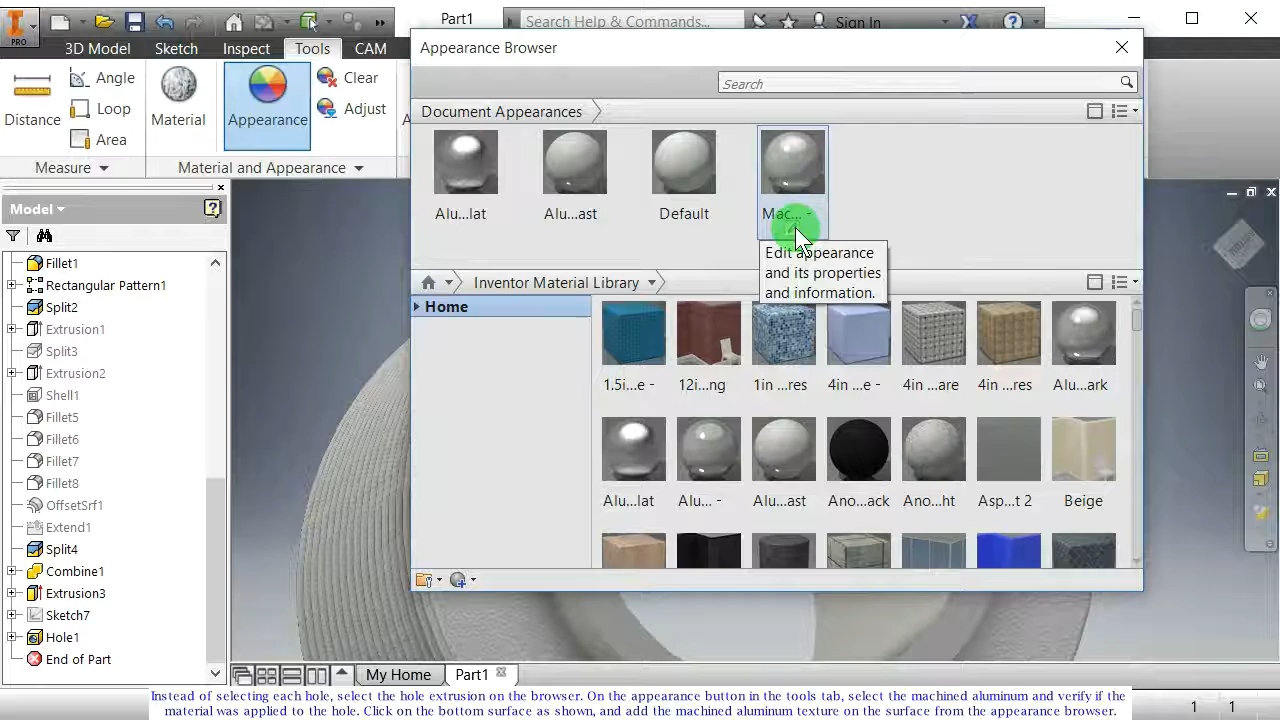 Part1
Search Help & Commands...
Sign In
PRO
3D Model
Sketch
Inspect
Tools
CAM
Distance
Angle
Loop
Area
Measure
Material
Appearance
Clear
Adjust
Material and Appearance
Appearance Browser
Search
Document Appearances
Alu...lat
Alu...ast
Default
Mac... -
Edit appearance
and its properties
and information.
Inventor Material Library
Home
1.5i...e -
12i...ng
1in ...res
4in ...e -
4in ...are
4in ...res
Alu...ark
Alu...lat
Alu... -
Alu...ast
Ano...ack
Ano...ht
Asp...t 2
Beige
Model
Fillet1
Rectangular Pattern1
Split2
Extrusion1
Split3
Extrusion2
Shell1
Fillet5
Fillet6
Fillet7
Fillet8
OffsetSrf1
Extend1
Split4
Combine1
Extrusion3
Sketch7
Hole1
End of Part
My Home
Part1
Instead of selecting each hole, select the hole extrusion on the browser. On the appearance button in the tools tab, select the machined aluminum and verify if the
material was applied to the hole. Click on the bottom surface as shown, and add the machined aluminum texture on the surface from the appearance browser.
1 1